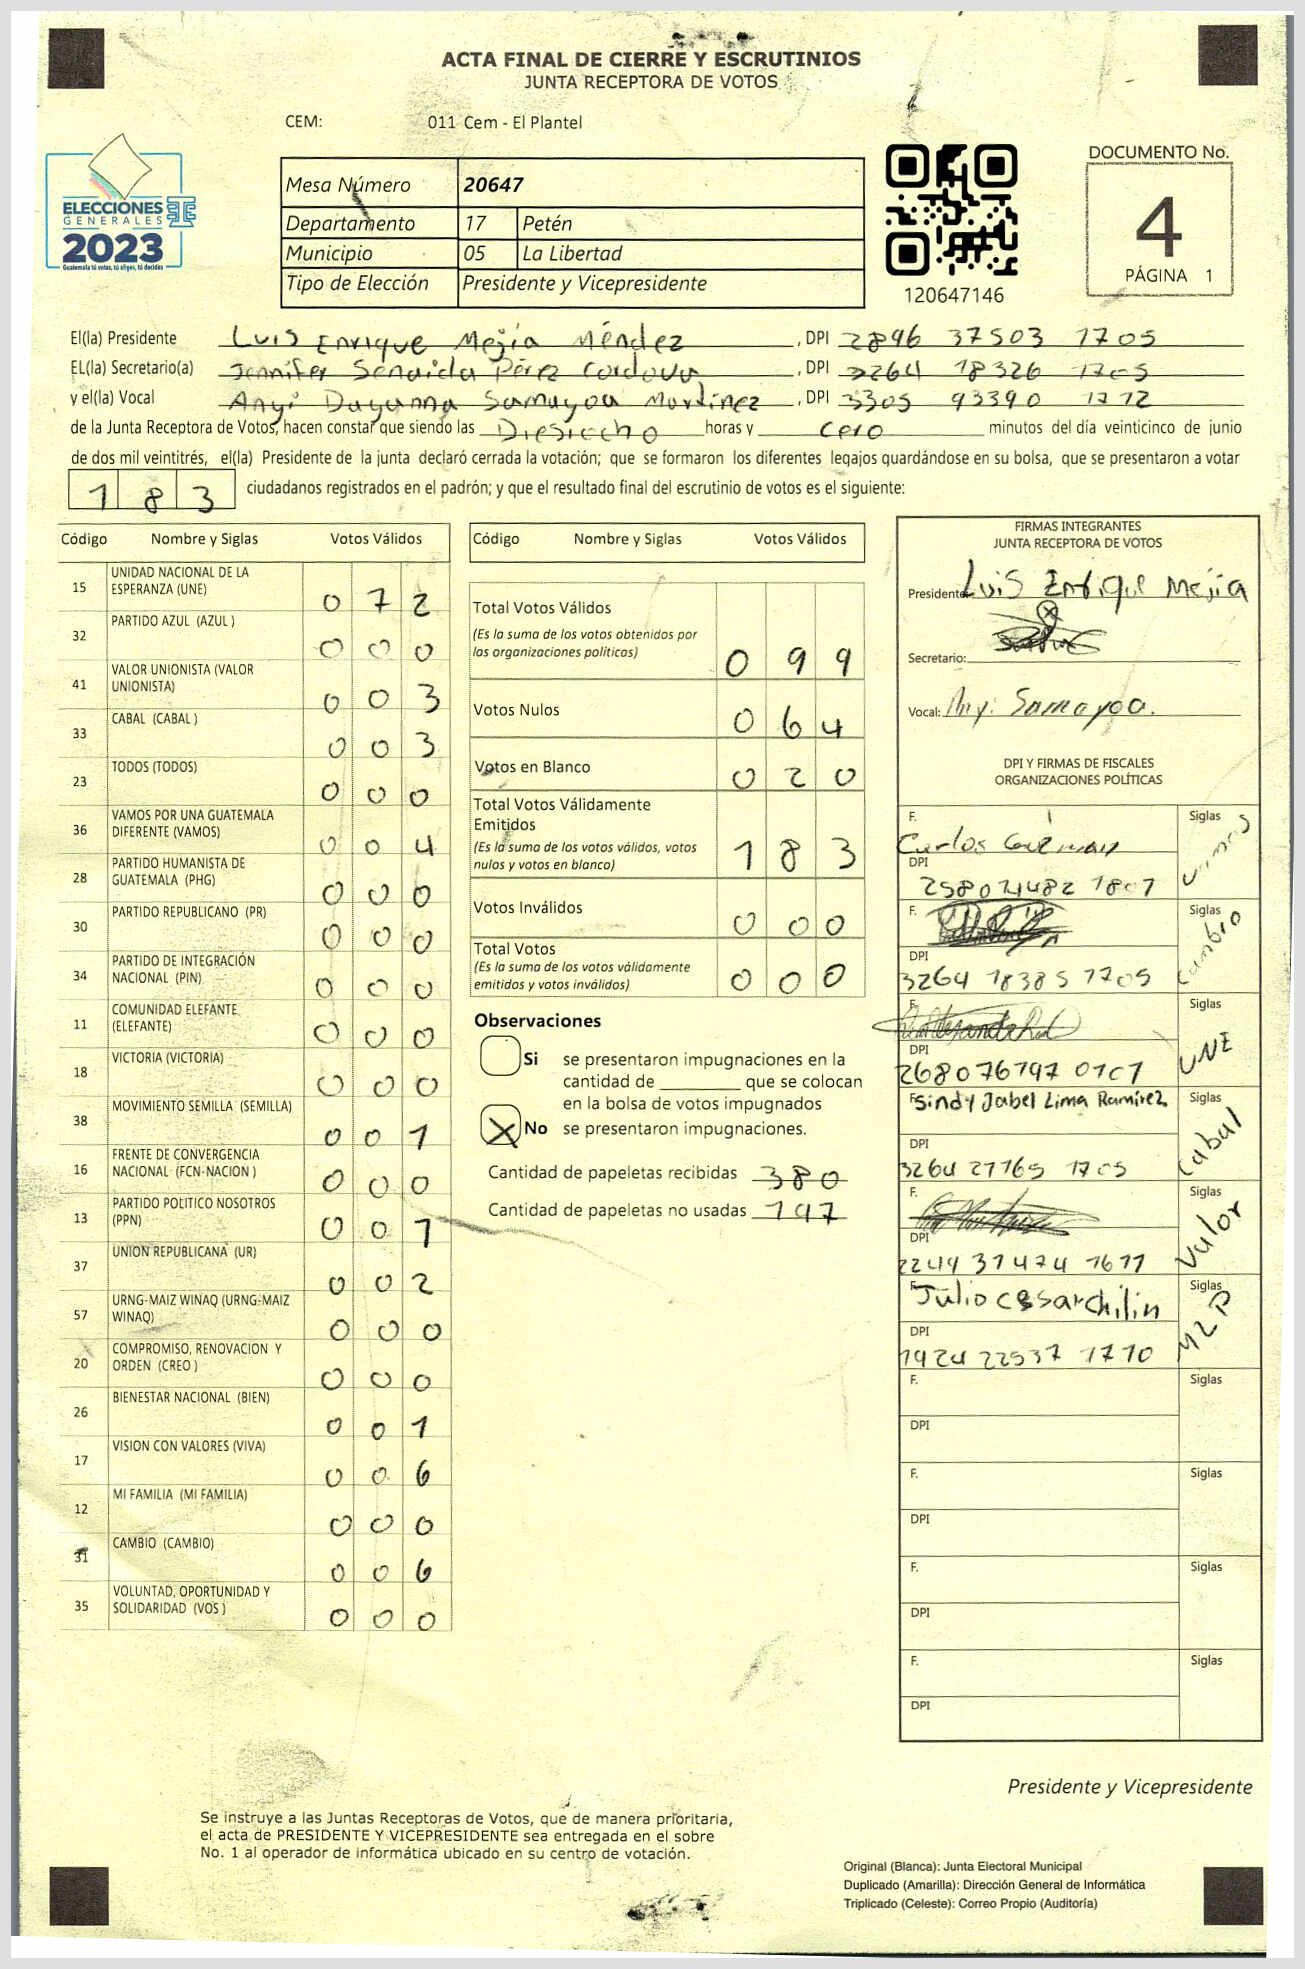 ACTA FINAL DE CIERRE Y ESCRUTINIOS
JUNTA RECEPTORA DE VOTOS
CEM: 011 Cem - El Plantel
ELECCIONES
GENERALES
2023
Guatemala tú votas, tú eliges, tú decides
Mesa Número 20647
Departamento 17 Petén
Municipio 05 La Libertad
Tipo de Elección Presidente y Vicepresidente
120647146
DOCUMENTO No.
4
PÁGINA 1
El(la) Presidente Luis Enrique Mejía Méndez , DPI 2896 37503 1705
EL(la) Secretario(a) Jennifer Senaida Pérez Cordova , DPI 3264 18326 1705
y el(la) Vocal Anyi Dayanna Samayoa Martinez , DPI 3305 93390 1712
de la Junta Receptora de Votos, hacen constar que siendo las Diesiocho horas y cero minutos del día veinticinco de junio
de dos mil veintitrés, el(la) Presidente de la junta declaró cerrada la votación; que se formaron los diferentes legajos guardándose en su bolsa, que se presentaron a votar
183 ciudadanos registrados en el padrón; y que el resultado final del escrutinio de votos es el siguiente:
Código Nombre y Siglas Votos Válidos
15 UNIDAD NACIONAL DE LA ESPERANZA (UNE) 0 7 2
32 PARTIDO AZUL (AZUL ) 0 0 0
41 VALOR UNIONISTA (VALOR UNIONISTA) 0 0 3
33 CABAL (CABAL ) 0 0 3
23 TODOS (TODOS) 0 0 0
36 VAMOS POR UNA GUATEMALA DIFERENTE (VAMOS) 0 0 4
28 PARTIDO HUMANISTA DE GUATEMALA (PHG) 0 0 0
30 PARTIDO REPUBLICANO (PR) 0 0 0
34 PARTIDO DE INTEGRACIÓN NACIONAL (PIN) 0 0 0
11 COMUNIDAD ELEFANTE (ELEFANTE) 0 0 0
18 VICTORIA (VICTORIA) 0 0 0
38 MOVIMIENTO SEMILLA (SEMILLA) 0 0 1
16 FRENTE DE CONVERGENCIA NACIONAL (FCN-NACION ) 0 0 0
13 PARTIDO POLITICO NOSOTROS (PPN) 0 0 1
37 UNION REPUBLICANA (UR) 0 0 2
57 URNG-MAIZ WINAQ (URNG-MAIZ WINAQ) 0 0 0
20 COMPROMISO, RENOVACION Y ORDEN (CREO ) 0 0 0
26 BIENESTAR NACIONAL (BIEN) 0 0 1
17 VISION CON VALORES (VIVA) 0 0 6
12 MI FAMILIA (MI FAMILIA) 0 0 0
31 CAMBIO (CAMBIO) 0 0 6
35 VOLUNTAD, OPORTUNIDAD Y SOLIDARIDAD (VOS ) 0 0 0
Código Nombre y Siglas Votos Válidos
Total Votos Válidos 0 9 9
(Es la suma de los votos obtenidos por
las organizaciones políticas)
Votos Nulos 0 6 4
Votos en Blanco 0 2 0
Total Votos Válidamente
Emitidos 1 8 3
(Es la suma de los votos válidos, votos
nulos y votos en blanco)
Votos Inválidos 0 0 0
Total Votos 0 0 0
(Es la suma de los votos válidamente
emitidos y votos inválidos)
Observaciones
Si se presentaron impugnaciones en la
cantidad de ________ que se colocan
en la bolsa de votos impugnados
X No se presentaron impugnaciones.
Cantidad de papeletas recibidas 380
Cantidad de papeletas no usadas 197
FIRMAS INTEGRANTES
JUNTA RECEPTORA DE VOTOS
Presidente: Luis Enrique Mejía
Secretario:
Vocal: Any. Samayoa.
DPI Y FIRMAS DE FISCALES
ORGANIZACIONES POLÍTICAS
F. Carlos Guzman Siglas Vamos
DPI 258071482 1807
F. Siglas Cambio
DPI 3264 18385 1705
F. Siglas UNE
DPI 268076797 0101
F. Sindy Jabel Lima Ramirez Siglas Cabal
DPI 3264 27765 1705
F. Siglas Valor
DPI 2249 37474 1611
F. Julio Cesar Chilin Siglas MLP
DPI 1924 22537 1710
F. Siglas
DPI
F. Siglas
DPI
F. Siglas
DPI
F. Siglas
DPI
Presidente y Vicepresidente
Se instruye a las Juntas Receptoras de Votos, que de manera prioritaria,
el acta de PRESIDENTE Y VICEPRESIDENTE sea entregada en el sobre
No. 1 al operador de informática ubicado en su centro de votación.
Original (Blanca): Junta Electoral Municipal
Duplicado (Amarilla): Dirección General de Informática
Triplicado (Celeste): Correo Propio (Auditoría)